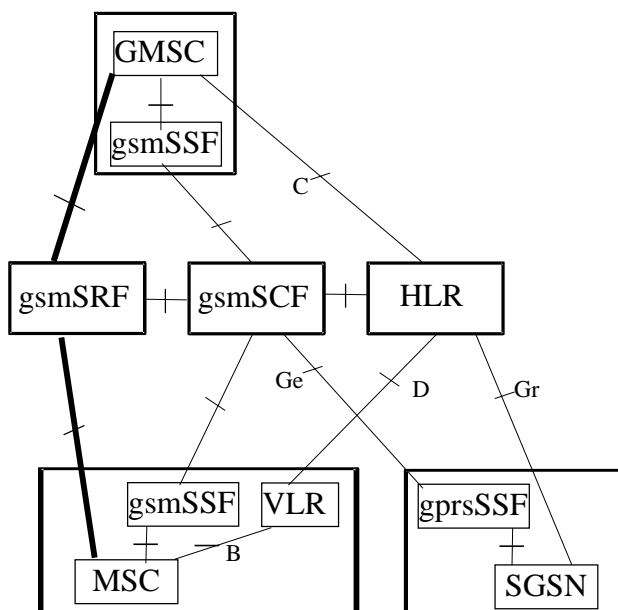 GMSC
gsmSSF
C
gsmSRF
gsmSCF
HLR
Ge
D
Gr
gsmSSF
VLR
gprsSSF
B
MSC
SGSN